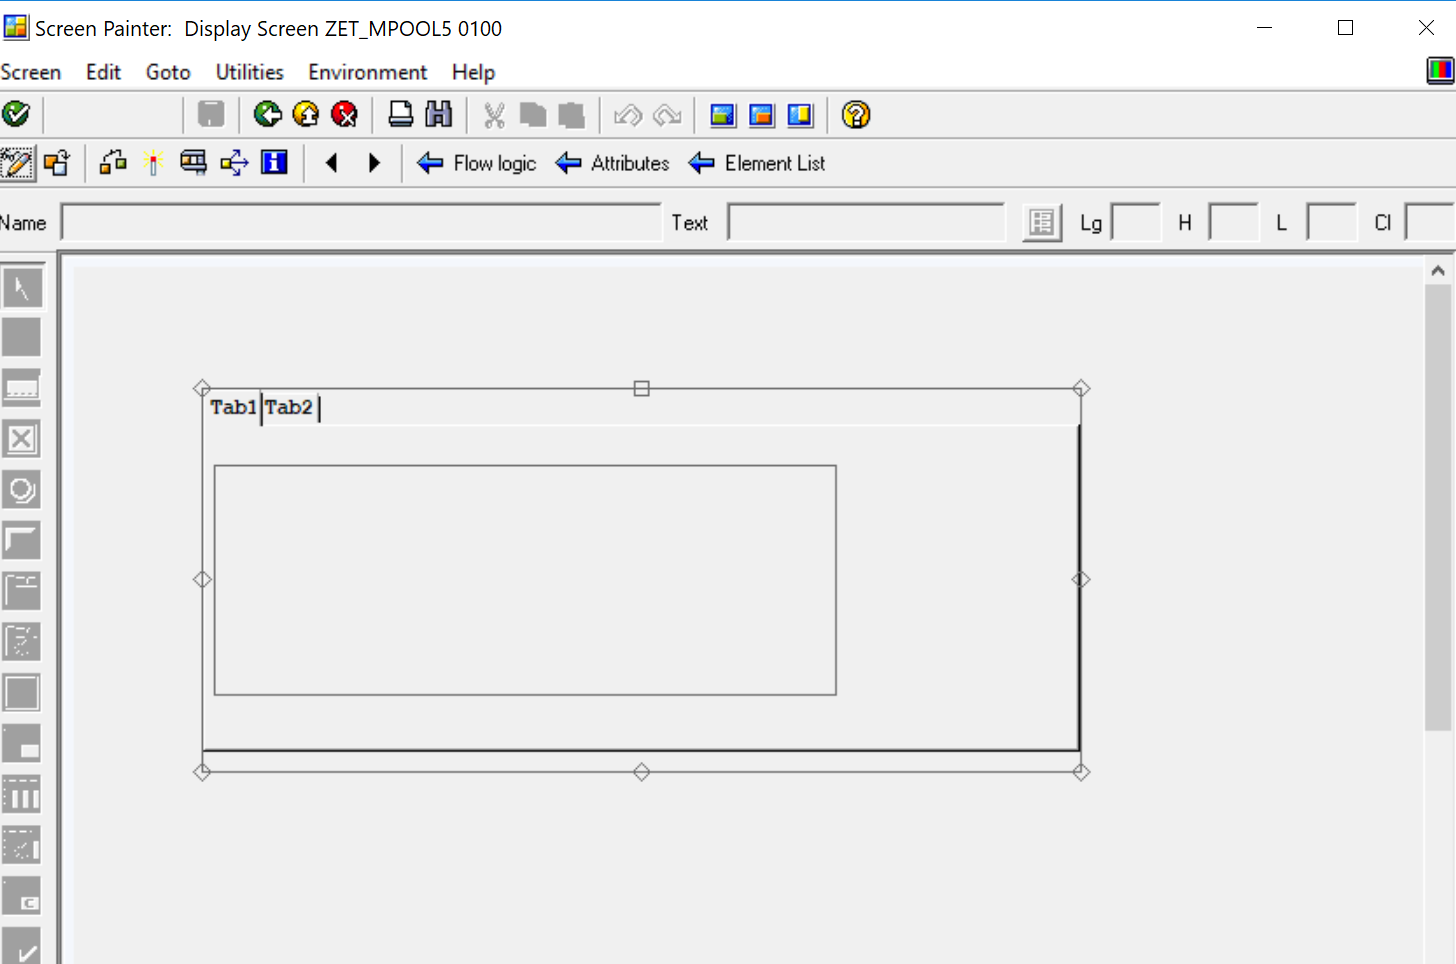 Screen Painter:  Display Screen ZET_MPOOL5 0100
Screen Edit Goto Utilities Environment Help
Flow logic Attributes Element List
Name Text Lg H L Cl
Tab1 Tab2